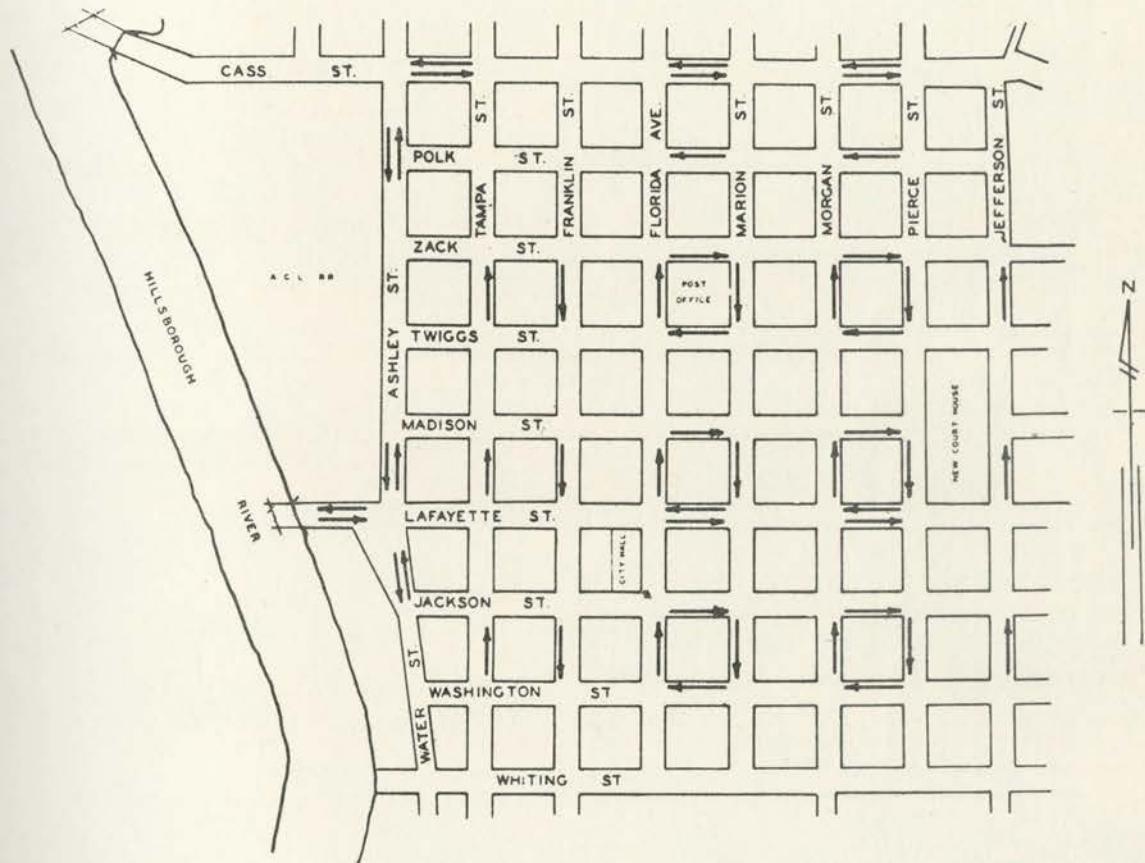 CASS ST.
POLK ST.
ZACK ST.
TWIGGS ST.
MADISON ST.
LAFAYETTE ST.
JACKSON ST.
WASHINGTON ST
WHITING ST
ASHLEY ST.
WATER ST.
TAMPA ST.
FRANKLIN ST.
FLORIDA AVE.
MARION ST.
MORGAN ST.
PIERCE ST.
JEFFERSON ST.
HILLSBOROUGH
RIVER
A.C.L. RR
POST
OFFICE
CITY HALL
NEW COURT HOUSE
N